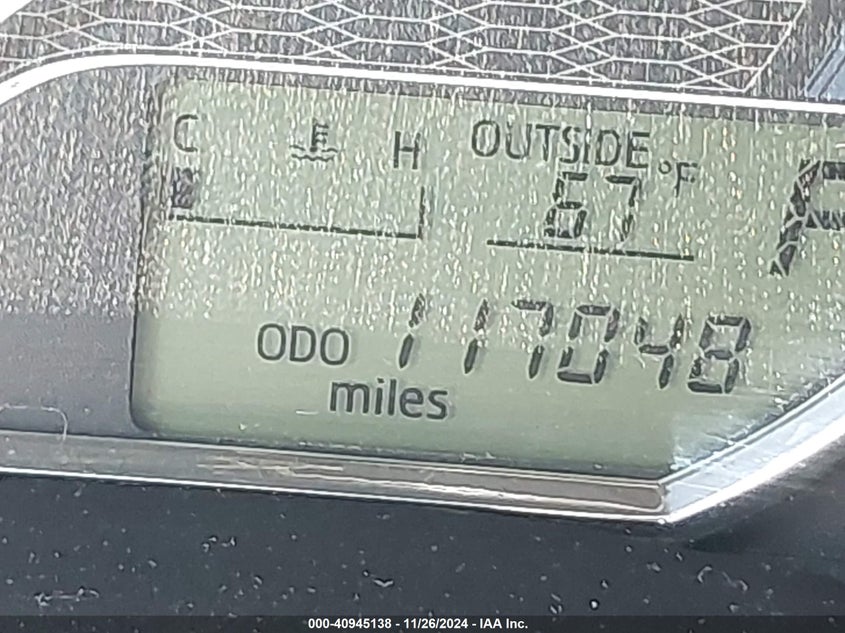 C H OUTSIDE
67 °F
ODO 117048
miles
000-40945138 - 11/26/2024 - IAA Inc.